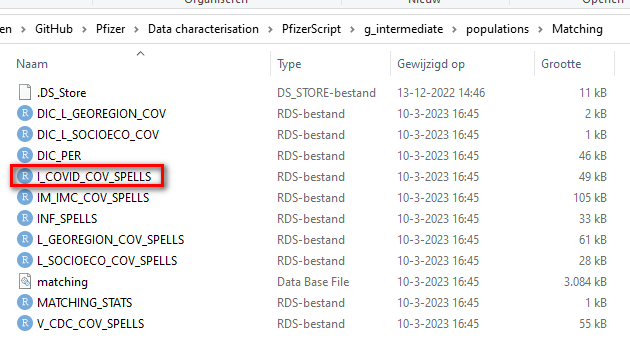 Organiseren Nieuw Openen
en > GitHub > Pfizer > Data characterisation > PfizerScript > g_intermediate > populations > Matching
Naam Type Gewijzigd op Grootte
.DS_Store DS_STORE-bestand 13-12-2022 14:46 11 kB
DIC_L_GEOREGION_COV RDS-bestand 10-3-2023 16:45 2 kB
DIC_L_SOCIOECO_COV RDS-bestand 10-3-2023 16:45 1 kB
DIC_PER RDS-bestand 10-3-2023 16:45 46 kB
I_COVID_COV_SPELLS RDS-bestand 10-3-2023 16:45 49 kB
IM_IMC_COV_SPELLS RDS-bestand 10-3-2023 16:45 105 kB
INF_SPELLS RDS-bestand 10-3-2023 16:45 33 kB
L_GEOREGION_COV_SPELLS RDS-bestand 10-3-2023 16:45 61 kB
L_SOCIOECO_COV_SPELLS RDS-bestand 10-3-2023 16:45 28 kB
matching Data Base File 10-3-2023 16:45 3.084 kB
MATCHING_STATS RDS-bestand 10-3-2023 16:45 1 kB
V_CDC_COV_SPELLS RDS-bestand 10-3-2023 16:45 55 kB